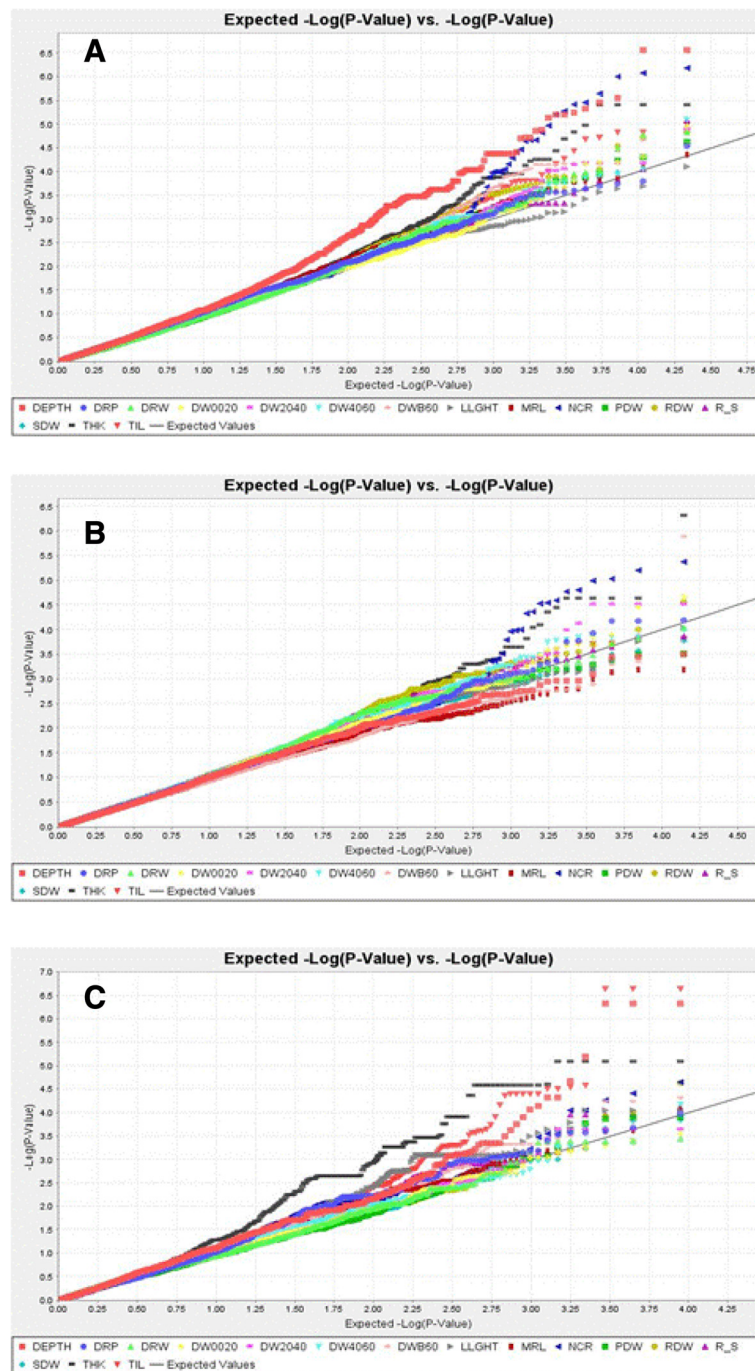 Expected -Log(P-Value) vs. -Log(P-Value)
A
-Log(P-Value)
6.5
6.0
5.5
5.0
4.5
4.0
3.5
3.0
2.5
2.0
1.5
1.0
0.5
0.0
0.00 0.25 0.50 0.75 1.00 1.25 1.50 1.75 2.00 2.25 2.50 2.75 3.00 3.25 3.50 3.75 4.00 4.25 4.50 4.75
Expected -Log(P-Value)
DEPTH DRP DRW DW0020 DW2040 DW4060 DWB60 LLGHT MRL NCR PDW RDW R_S
SDW THK TIL Expected Values
Expected -Log(P-Value) vs. -Log(P-Value)
B
-Log(P-Value)
6.5
6.0
5.5
5.0
4.5
4.0
3.5
3.0
2.5
2.0
1.5
1.0
0.5
0.0
0.00 0.25 0.50 0.75 1.00 1.25 1.50 1.75 2.00 2.25 2.50 2.75 3.00 3.25 3.50 3.75 4.00 4.25 4.50
Expected -Log(P-Value)
DEPTH DRP DRW DW0020 DW2040 DW4060 DWB60 LLGHT MRL NCR PDW RDW R_S
SDW THK TIL Expected Values
Expected -Log(P-Value) vs. -Log(P-Value)
C
-Log(P-Value)
7.0
6.5
6.0
5.5
5.0
4.5
4.0
3.5
3.0
2.5
2.0
1.5
1.0
0.5
0.0
0.00 0.25 0.50 0.75 1.00 1.25 1.50 1.75 2.00 2.25 2.50 2.75 3.00 3.25 3.50 3.75 4.00 4.25
Expected -Log(P-Value)
DEPTH DRP DRW DW0020 DW2040 DW4060 DWB60 LLGHT MRL NCR PDW RDW R_S
SDW THK TIL Expected Values